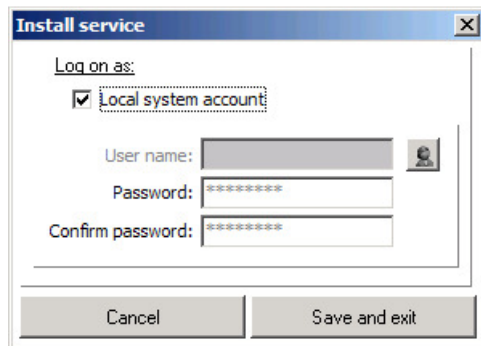 Install service
Log on as:
Local system account
User name:
Password: ********
Confirm password: ********
Cancel Save and exit